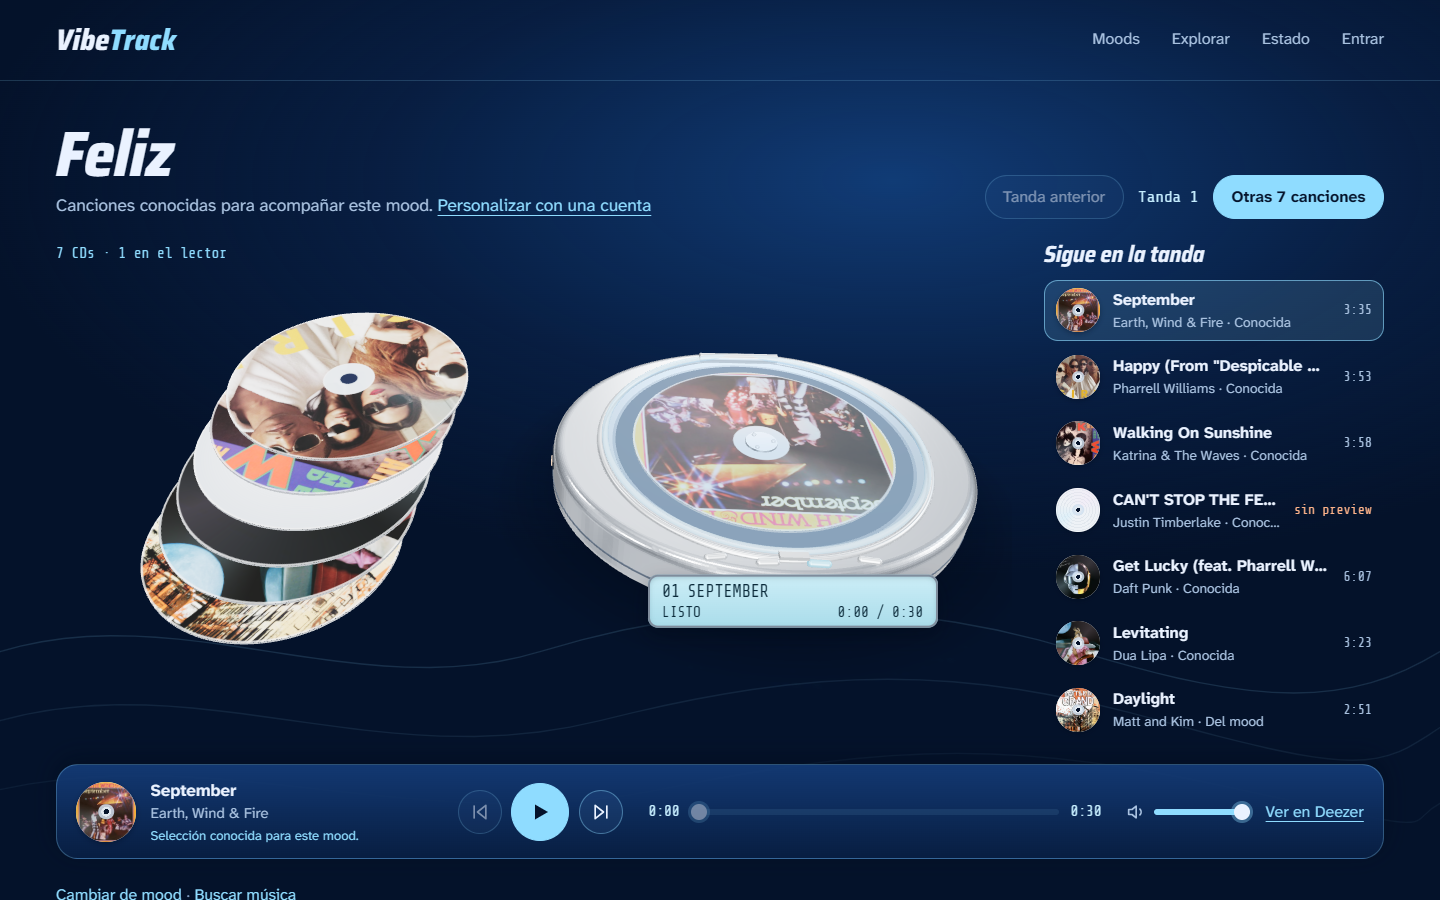 VibeTrack
Moods
Explorar
Estado
Entrar
Feliz
Canciones conocidas para acompañar este mood. Personalizar con una cuenta
Tanda anterior
Tanda 1
Otras 7 canciones
7 CDs · 1 en el lector
Sigue en la tanda
September
Earth, Wind & Fire · Conocida
3:35
Happy (From "Despicable ...
Pharrell Williams · Conocida
3:53
Walking On Sunshine
Katrina & The Waves · Conocida
3:58
CAN'T STOP THE FE...
Justin Timberlake · Conoc...
sin preview
Get Lucky (feat. Pharrell W...
Daft Punk · Conocida
6:07
Levitating
Dua Lipa · Conocida
3:23
Daylight
Matt and Kim · Del mood
2:51
September
WIND &
01 SEPTEMBER
LISTO
0:00 / 0:30
September
Earth, Wind & Fire
Selección conocida para este mood.
0:00
0:30
Ver en Deezer
Cambiar de mood · Buscar música